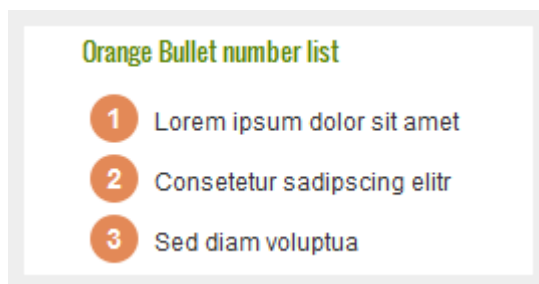 Orange Bullet number list
1 Lorem ipsum dolor sit amet
2 Consetetur sadipscing elitr
3 Sed diam voluptua